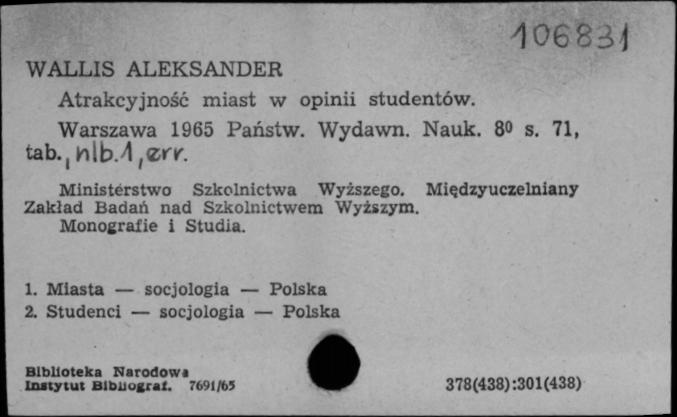 106831
WALLIS ALEKSANDER
Atrakcyjność miast w opinii studentów.
Warszawa 1965 Państw. Wydawn. Nauk. 8⁰ s. 71,
tab., nlb.1, err.
Ministerstwo Szkolnictwa Wyższego. Międzyuczelniany
Zakład Badań nad Szkolnictwem Wyższym.
Monografie i Studia.
1. Miasta — socjologia — Polska
2. Studenci — socjologia — Polska
Biblioteka Narodowa
Instytut Bibliograf. 7691/65
378(438):301(438)